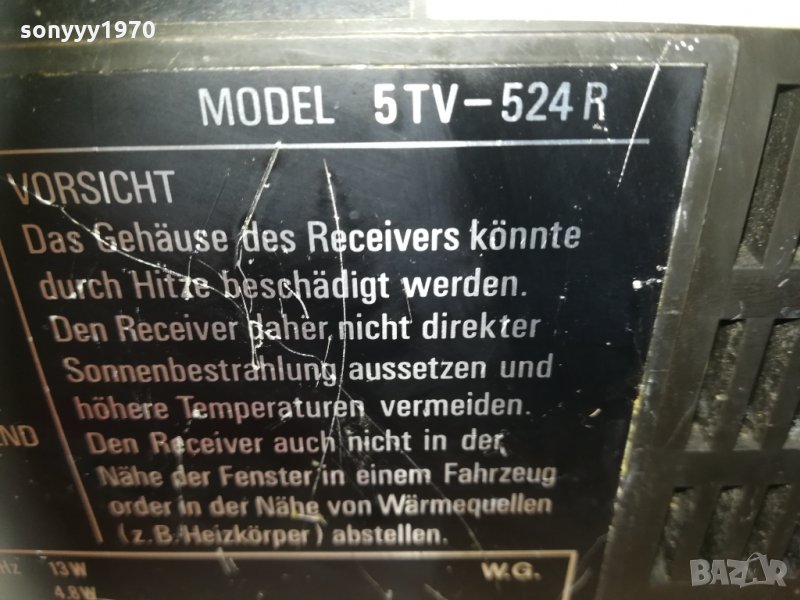 sonyyy1970
MODEL 5TV-524R
VORSICHT
Das Gehäuse des Receivers könnte
durch Hitze beschädigt werden.
Den Receiver daher nicht direkter
Sonnenbestrahlung aussetzen und
höhere Temperaturen vermeiden.
Den Receiver auch nicht in der
Nähe der Fenster in einem Fahrzeug
order in der Nähe von Wärmequellen
(z.B.Heizkörper) abstellen.
ND
Hz 13W W.G.
4.8W
BAZAR